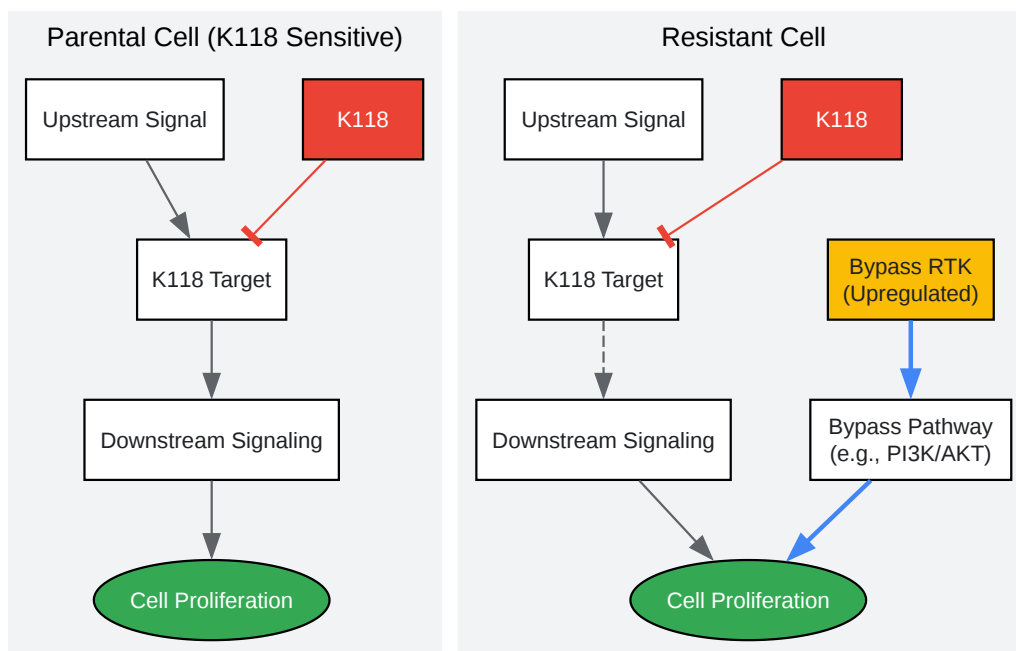 Parental Cell (K118 Sensitive)
Upstream Signal
K118
K118 Target
Downstream Signaling
Cell Proliferation
Resistant Cell
Upstream Signal
K118
K118 Target
Bypass RTK
(Upregulated)
Downstream Signaling
Bypass Pathway
(e.g., PI3K/AKT)
Cell Proliferation